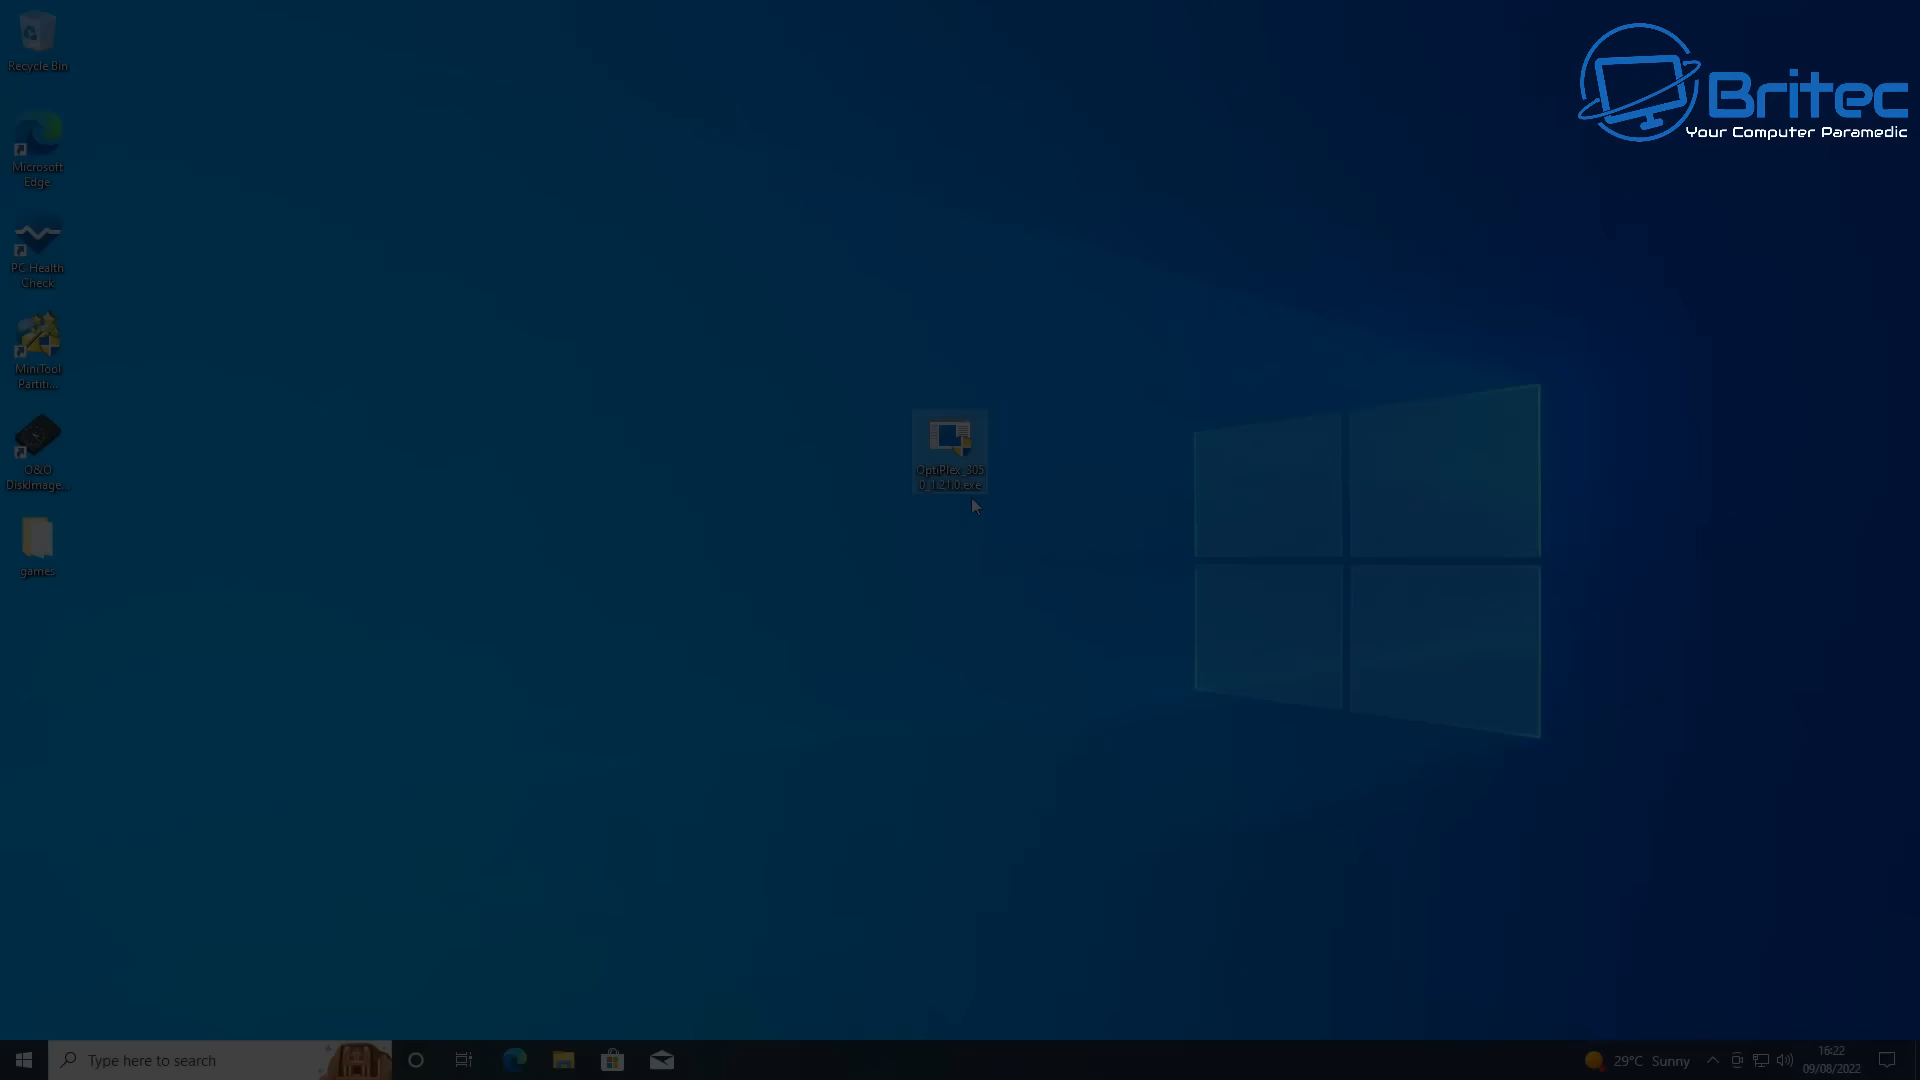 Recycle Bin
Britec
Your Computer Paramedic
Microsoft
Edge
PC Health
Check
MiniTool
Partiti...
O&O
DiskImage...
games
OptiPlex_305
0_1.21.0.exe
Type here to search
29°C Sunny
16:22
09/08/2022